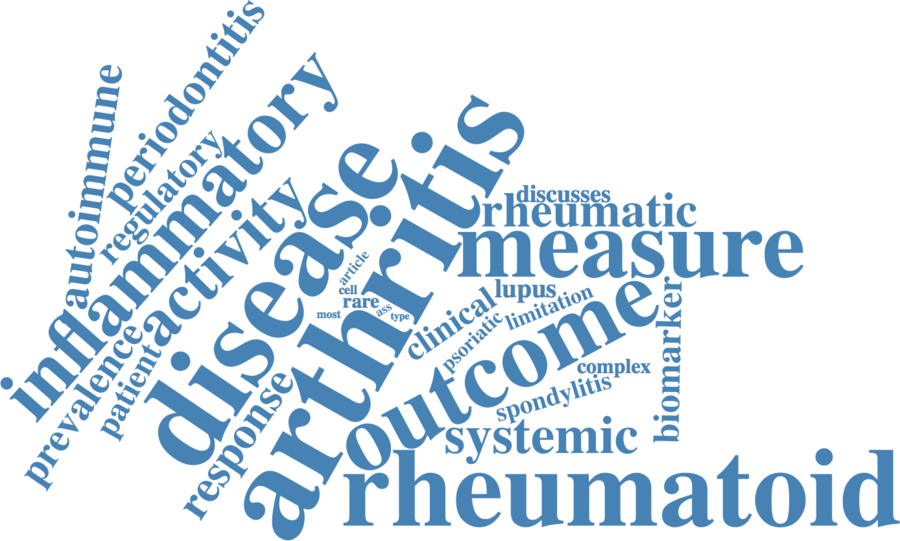 periodontitis
autoimmune
regulatory
inflammatory
activity
disease
arthritis
discusses
rheumatic
measure
article
cell
rare
most
ass
type
clinical
lupus
psoriatic
limitation
outcome
biomarker
complex
spondylitis
prevalence
patient
response
systemic
rheumatoid